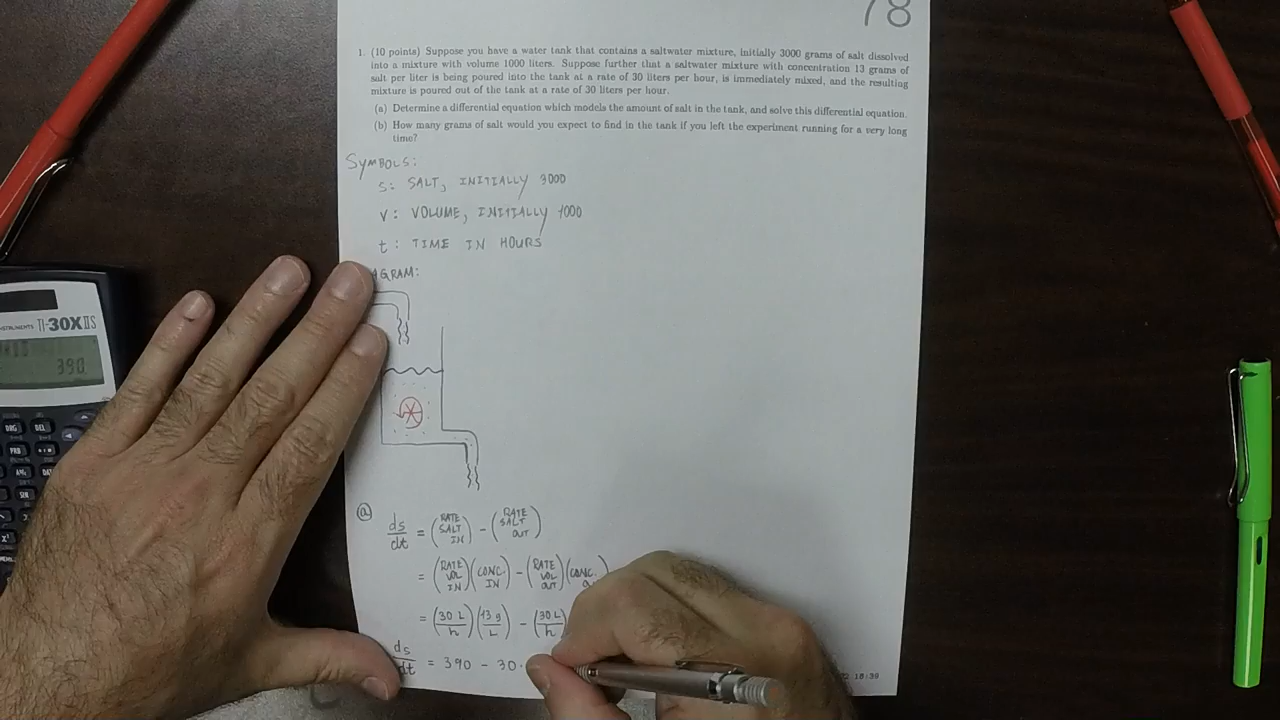 78
1. (10 points) Suppose you have a water tank that contains a saltwater mixture, initially 3000 grams of salt dissolved
into a mixture with volume 1000 liters. Suppose further that a saltwater mixture with concentration 13 grams of
salt per liter is being poured into the tank at a rate of 30 liters per hour, is immediately mixed, and the resulting
mixture is poured out of the tank at a rate of 30 liters per hour.
(a) Determine a differential equation which models the amount of salt in the tank, and solve this differential equation.
(b) How many grams of salt would you expect to find in the tank if you left the experiment running for a very long
time?
SYMBOLS:
S: SALT, INITIALLY 3000
V: VOLUME, INITIALLY 1000
t: TIME IN HOURS
AGRAM:
TI-30X IIS
390.
DRG DEL
PRB
(a) ds/dt = (RATE SALT IN) - (RATE SALT OUT)
= (RATE VOL IN)(CONC. IN) - (RATE VOL OUT)(CONC.
= (30 L/h)(13 g/L) - (30 L/h)
ds/dt = 390 - 30.
18:39